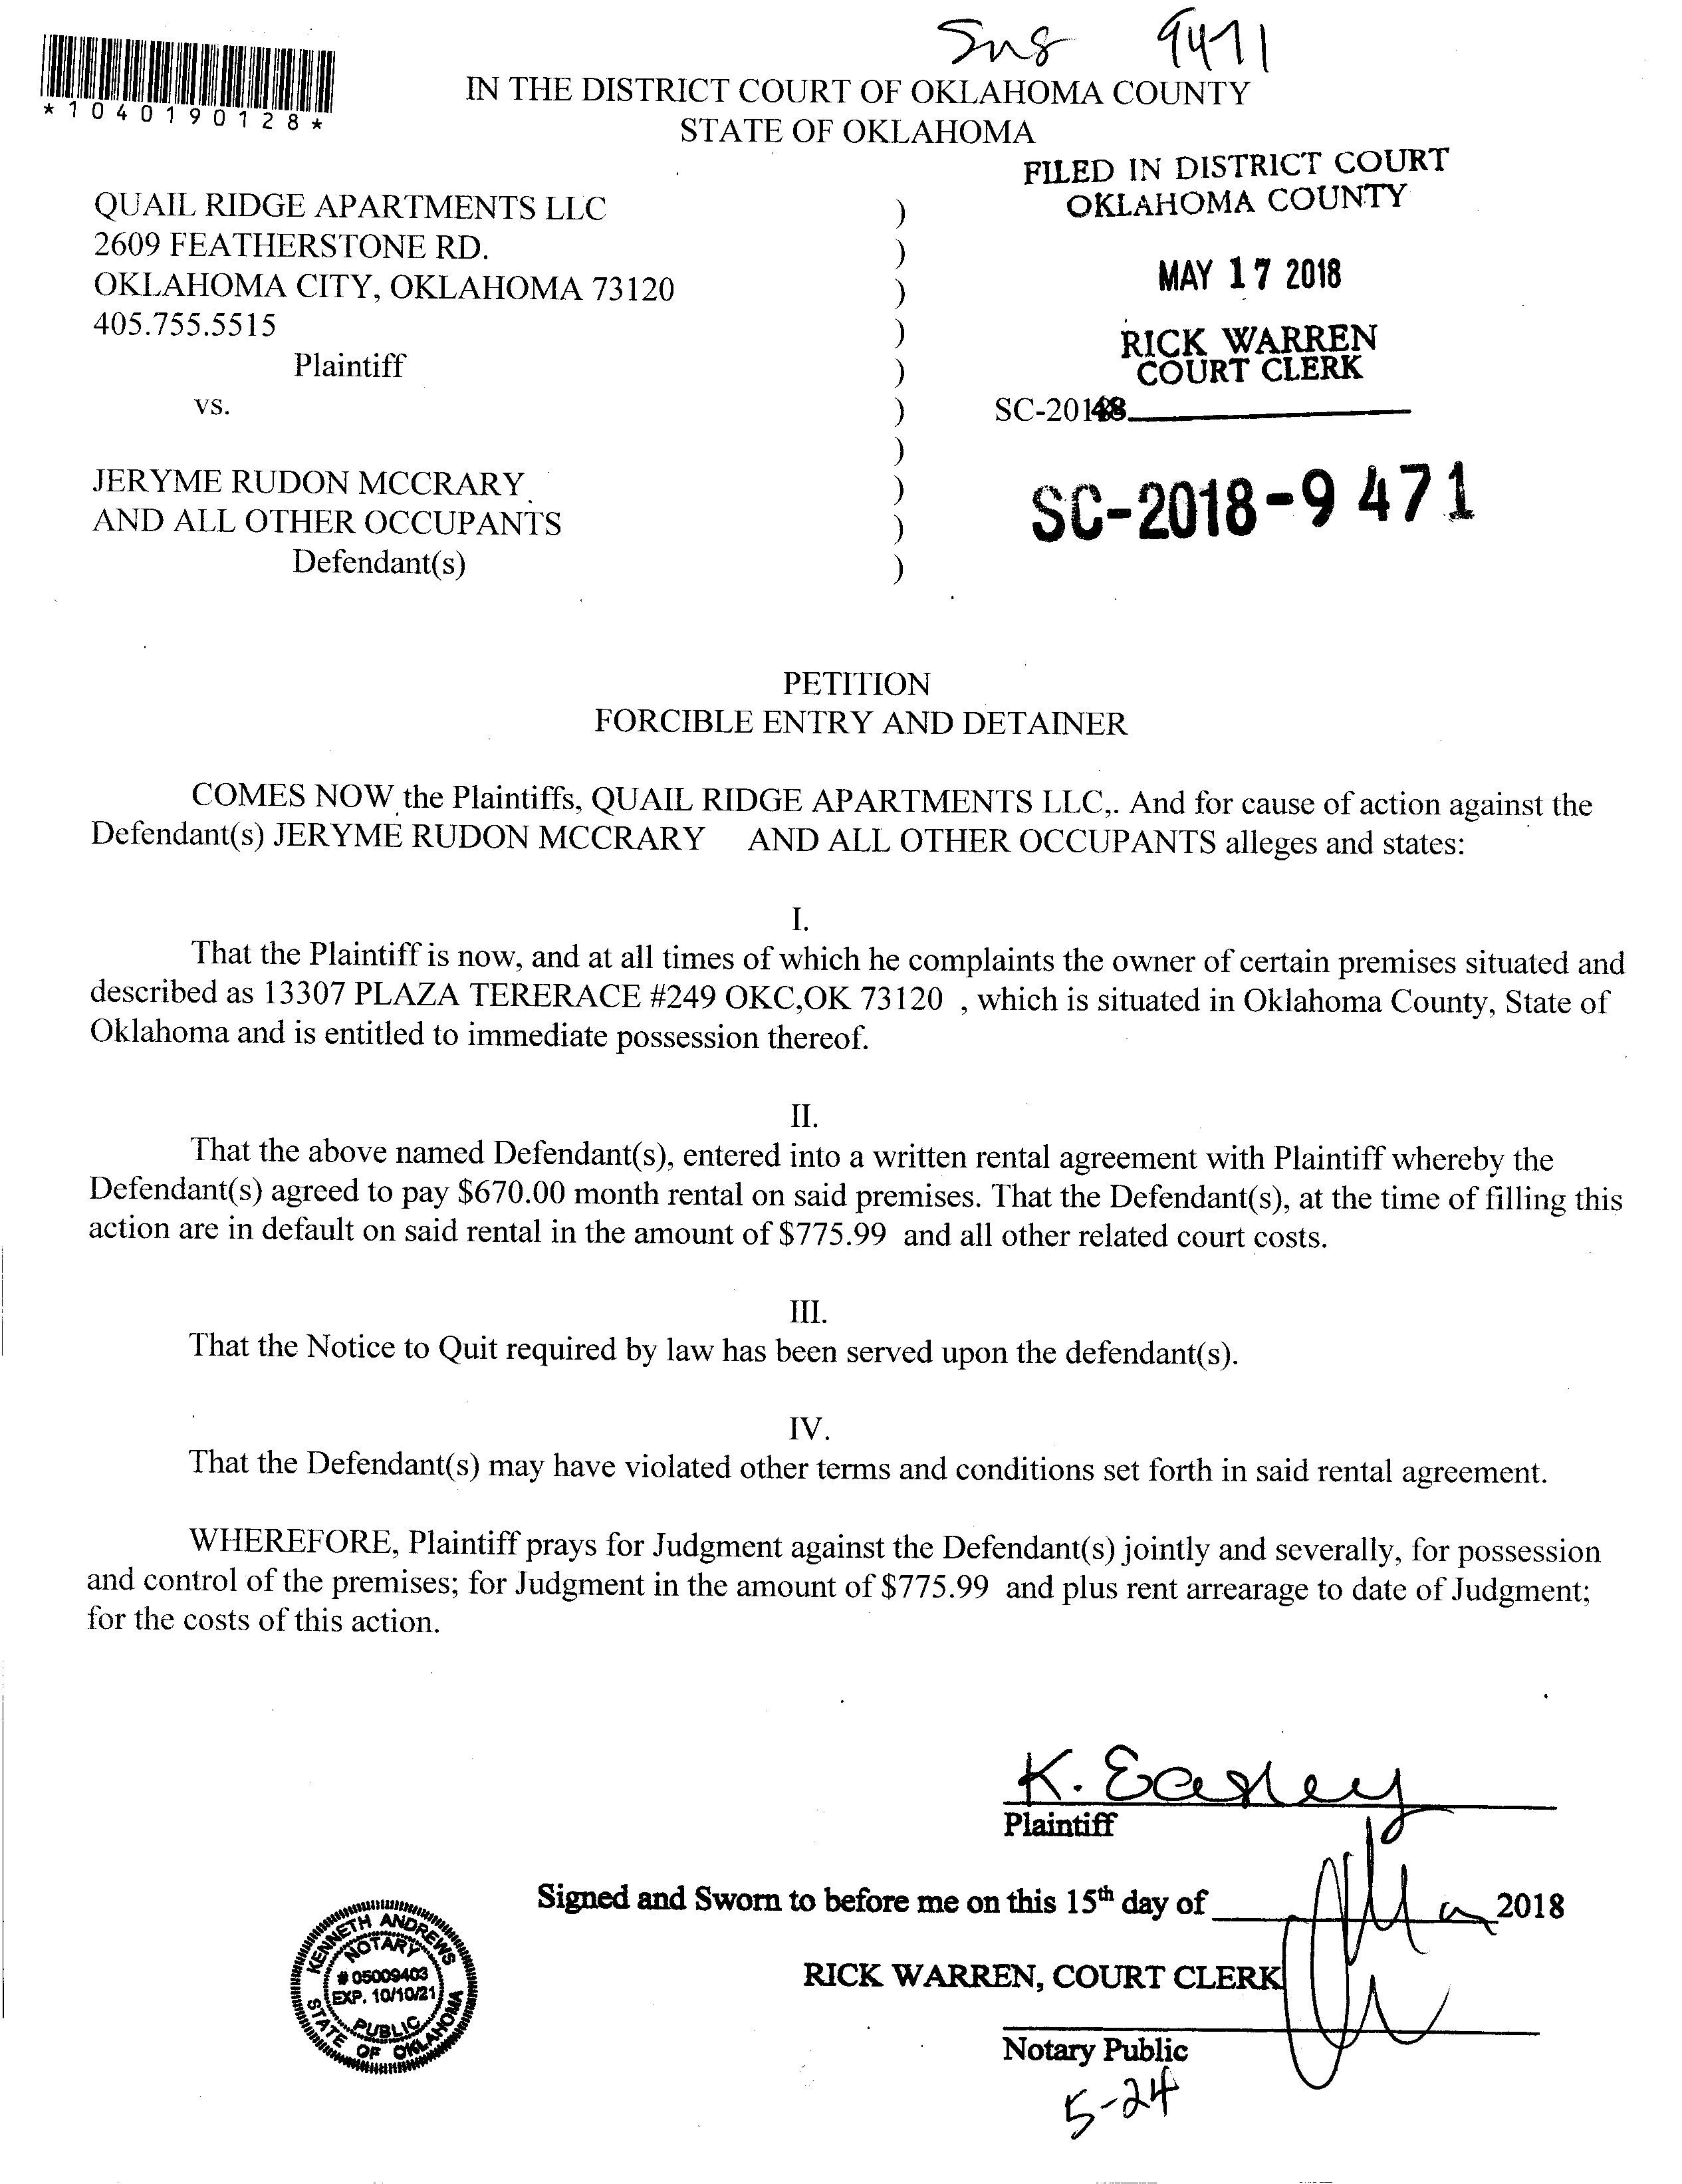 Sns 9471
*1040190128*
IN THE DISTRICT COURT OF OKLAHOMA COUNTY
STATE OF OKLAHOMA
FILED IN DISTRICT COURT
OKLAHOMA COUNTY
MAY 17 2018
RICK WARREN
COURT CLERK
QUAIL RIDGE APARTMENTS LLC )
2609 FEATHERSTONE RD. )
OKLAHOMA CITY, OKLAHOMA 73120 )
405.755.5515 )
Plaintiff )
vs. ) SC-2018
)
JERYME RUDON MCCRARY )
AND ALL OTHER OCCUPANTS )
Defendant(s) )
SC-2018-9471
PETITION
FORCIBLE ENTRY AND DETAINER
COMES NOW the Plaintiffs, QUAIL RIDGE APARTMENTS LLC,. And for cause of action against the
Defendant(s) JERYME RUDON MCCRARY AND ALL OTHER OCCUPANTS alleges and states:
I.
That the Plaintiff is now, and at all times of which he complaints the owner of certain premises situated and
described as 13307 PLAZA TERERACE #249 OKC,OK 73120 , which is situated in Oklahoma County, State of
Oklahoma and is entitled to immediate possession thereof.
II.
That the above named Defendant(s), entered into a written rental agreement with Plaintiff whereby the
Defendant(s) agreed to pay $670.00 month rental on said premises. That the Defendant(s), at the time of filling this
action are in default on said rental in the amount of $775.99 and all other related court costs.
III.
That the Notice to Quit required by law has been served upon the defendant(s).
IV.
That the Defendant(s) may have violated other terms and conditions set forth in said rental agreement.
WHEREFORE, Plaintiff prays for Judgment against the Defendant(s) jointly and severally, for possession
and control of the premises; for Judgment in the amount of $775.99 and plus rent arrearage to date of Judgment;
for the costs of this action.
K. Easley
Plaintiff
Signed and Sworn to before me on this 15th day of 2018
RICK WARREN, COURT CLERK
Notary Public
5-24
KENNETH ANDREWS
NOTARY
# 05009403
EXP. 10/10/21
PUBLIC
STATE OF OKLAHOMA